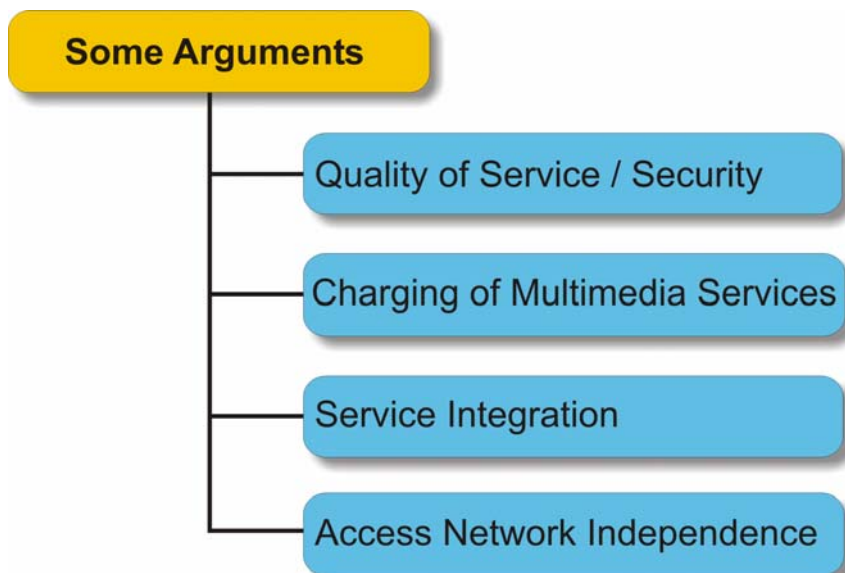 Some Arguments
Quality of Service / Security
Charging of Multimedia Services
Service Integration
Access Network Independence